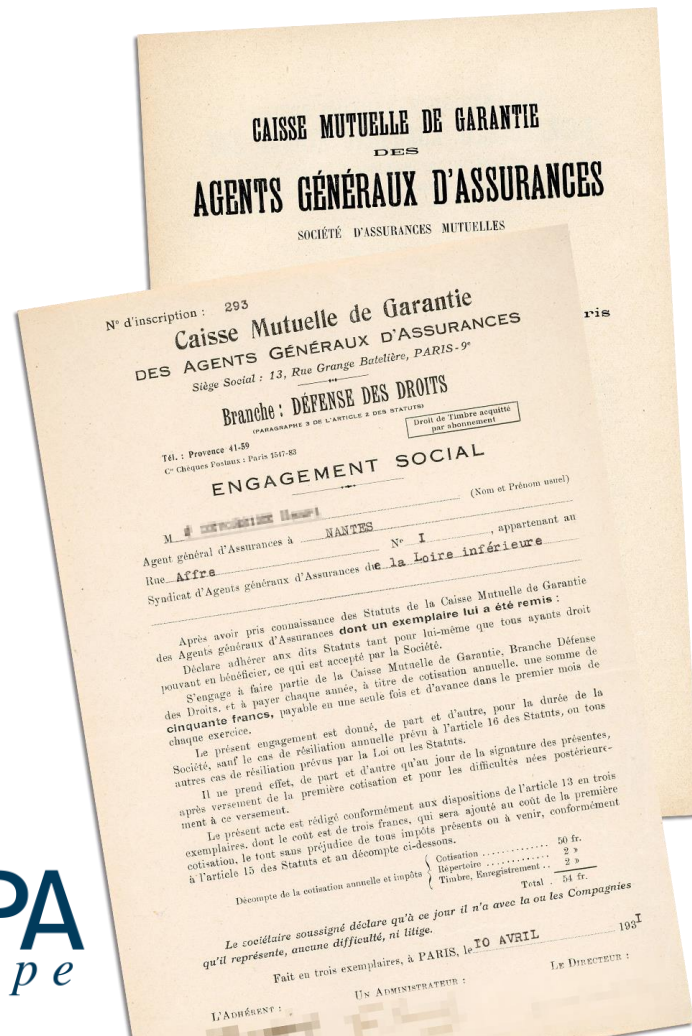 CAISSE MUTUELLE DE GARANTIE
DES
AGENTS GÉNÉRAUX D'ASSURANCES
SOCIÉTÉ D'ASSURANCES MUTUELLES
ris
N° d'inscription : 293
Caisse Mutuelle de Garantie
DES AGENTS GÉNÉRAUX D'ASSURANCES
Siège Social : 13, Rue Grange Batelière, PARIS-9e
Branche : DÉFENSE DES DROITS
(PARAGRAPHE 3 DE L'ARTICLE 2 DES STATUTS)
Droit de Timbre acquitté
par abonnement
Tél. : Provence 41-59
Cte Chèques Postaux : Paris 1547-83
ENGAGEMENT SOCIAL
M Henri (Nom et Prénom usuel)
Agent général d'Assurances à NANTES
Rue Affre N° I , appartenant au
Syndicat d'Agents généraux d'Assurances de la Loire inférieure
Après avoir pris connaissance des Statuts de la Caisse Mutuelle de Garantie
des Agents généraux d'Assurances dont un exemplaire lui a été remis :
Déclare adhérer aux dits Statuts tant pour lui-même que tous ayants droit
pouvant en bénéficier, ce qui est accepté par la Société.
S'engage à faire partie de la Caisse Mutuelle de Garantie, Branche Défense
des Droits, et à payer chaque année, à titre de cotisation annuelle, une somme de
cinquante francs, payable en une seule fois et d'avance dans le premier mois de
chaque exercice.
Le présent engagement est donné, de part et d'autre, pour la durée de la
Société, sauf le cas de résiliation annuelle prévu à l'article 16 des Statuts, ou tous
autres cas de résiliation prévus par la Loi ou les Statuts.
Il ne prend effet, de part et d'autre qu'au jour de la signature des présentes,
après versement de la première cotisation et pour les difficultés nées postérieure-
ment à ce versement.
Le présent acte est rédigé conformément aux dispositions de l'article 13 en trois
exemplaires, dont le coût est de trois francs, qui sera ajouté au coût de la première
cotisation, le tout sans préjudice de tous impôts présents ou à venir, conformément
à l'article 15 des Statuts et au décompte ci-dessous.
Décompte de la cotisation annuelle et impôts { Cotisation ............ 50 fr.
Répertoire ............ 2 »
Timbre, Enregistrement .. 2 »
Total . 54 fr.
Le sociétaire soussigné déclare qu'à ce jour il n'a avec la ou les Compagnies
qu'il représente, aucune difficulté, ni litige.
Fait en trois exemplaires, à PARIS, le IO AVRIL 193I
L'ADHÉRENT : UN ADMINISTRATEUR : LE DIRECTEUR :
PA
pe